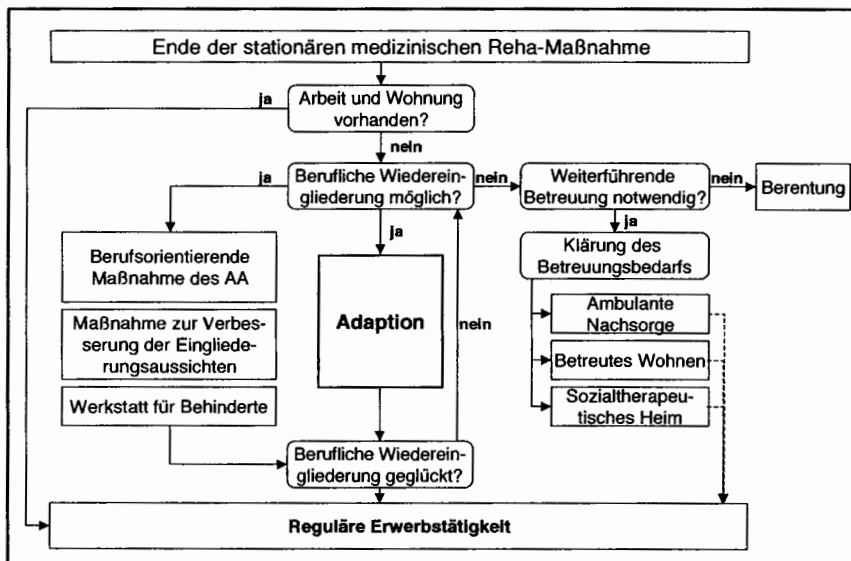 Ende der stationären medizinischen Reha-Maßnahme
ja
Arbeit und Wohnung
vorhanden?
nein
ja
Berufliche Wiederein-
gliederung möglich?
nein
Weiterführende
Betreuung notwendig?
nein
Berentung
ja
ja
Berufsorientierende
Maßnahme des AA
Klärung des
Betreuungsbedarfs
Adaption
nein
Maßnahme zur Verbes-
serung der Eingliede-
rungsaussichten
Ambulante
Nachsorge
Betreutes Wohnen
Werkstatt für Behinderte
Sozialtherapeu-
tisches Heim
Berufliche Wiederein-
gliederung geglückt?
Reguläre Erwerbstätigkeit